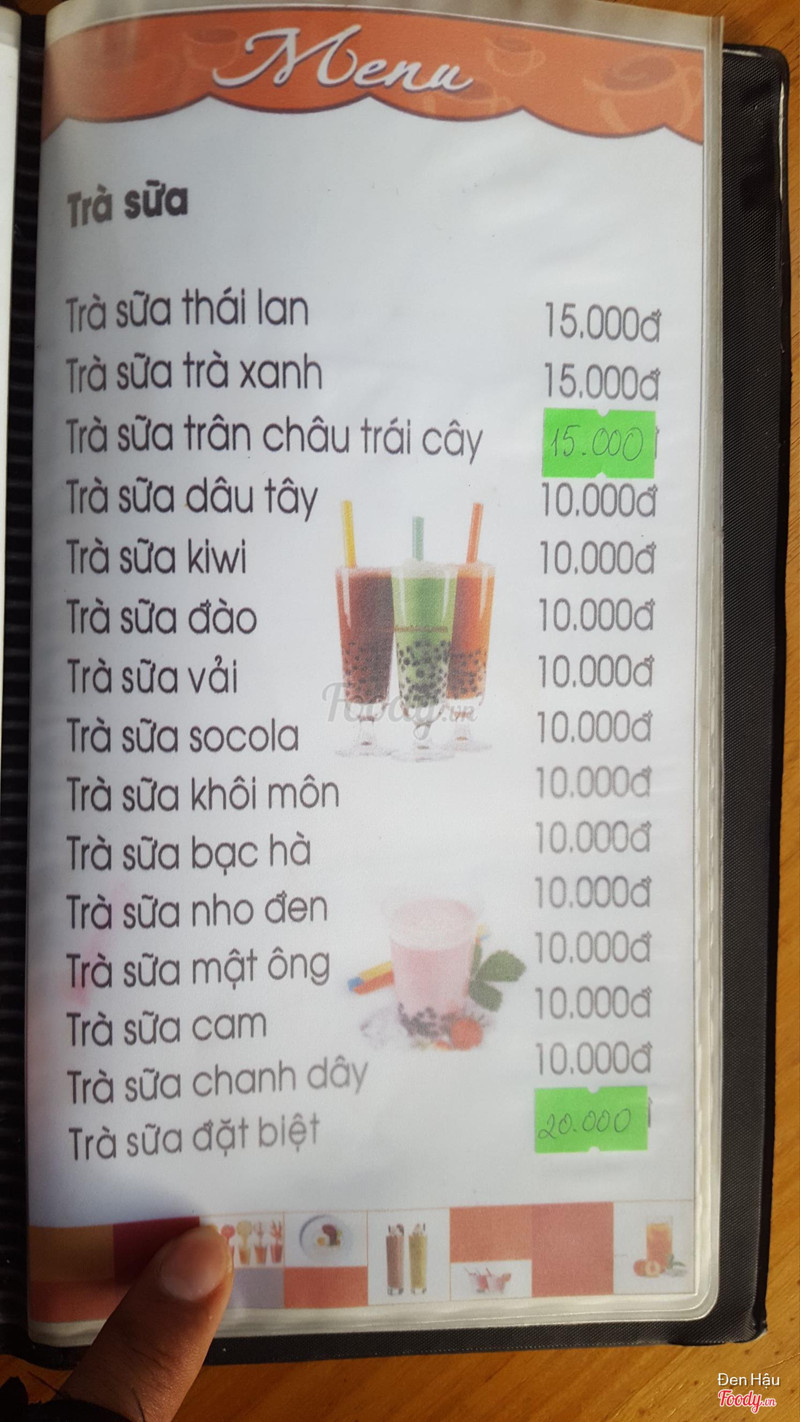 Menu
Trà sữa
Trà sữa thái lan 15.000đ
Trà sữa trà xanh 15.000đ
Trà sữa trân châu trái cây 15.000
Trà sữa dâu tây 10.000đ
Trà sữa kiwi 10.000đ
Trà sữa đào 10.000đ
Trà sữa vải 10.000đ
Trà sữa socola 10.000đ
Trà sữa khôi môn 10.000đ
Trà sữa bạc hà 10.000đ
Trà sữa nho đen 10.000đ
Trà sữa mật ông 10.000đ
Trà sữa cam 10.000đ
Trà sữa chanh dây 10.000đ
Trà sữa đặt biệt 20.000
Foody.vn
Đen Hậu
Foody.vn